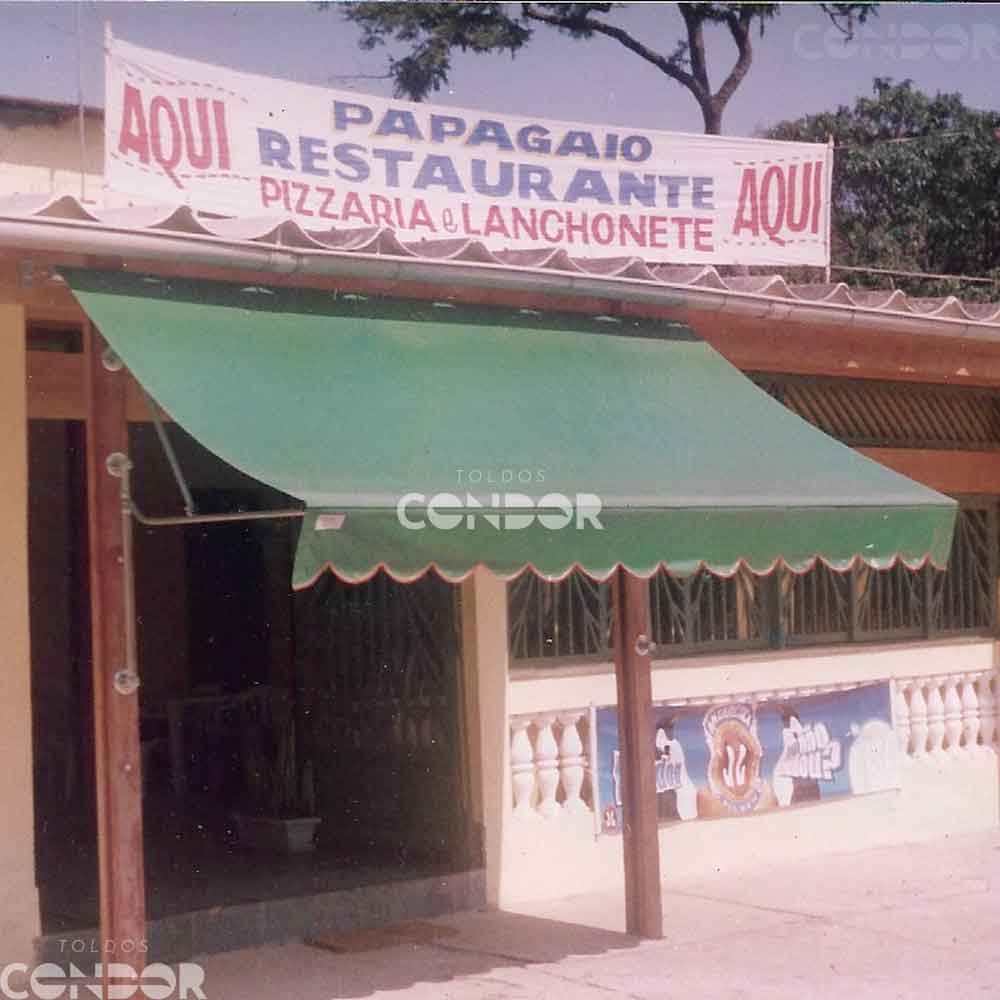 CONDOR
AQUI
PAPAGAIO
RESTAURANTE
PIZZARIA e LANCHONETE
AQUI
TOLDOS
CONDOR
TOLDOS
CONDOR